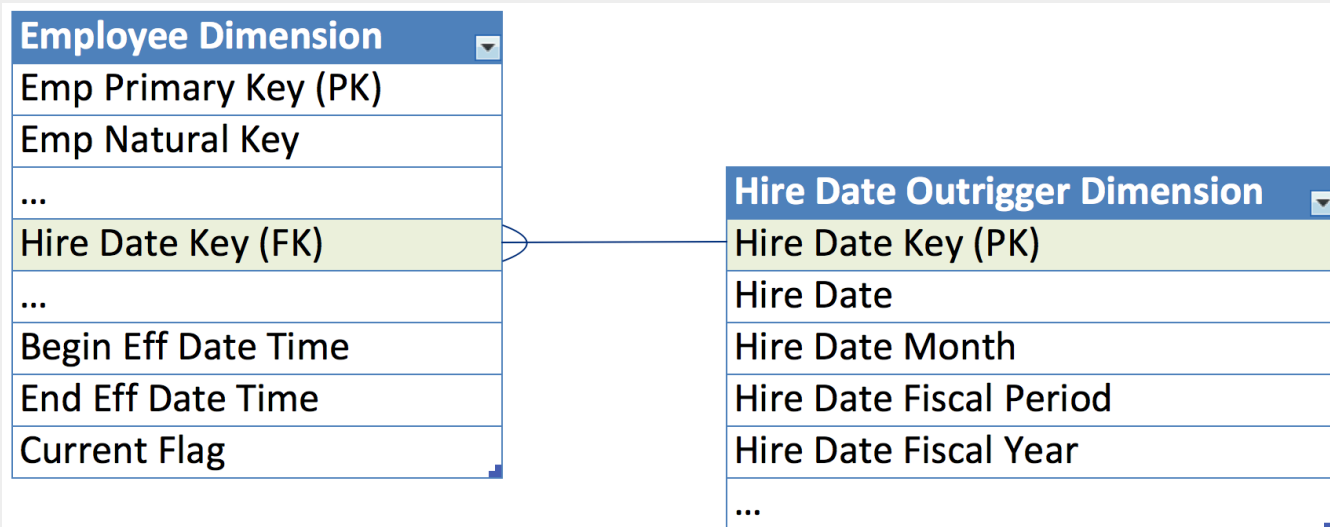 Employee Dimension
Emp Primary Key (PK)
Emp Natural Key
...
Hire Date Key (FK)
...
Begin Eff Date Time
End Eff Date Time
Current Flag
Hire Date Outrigger Dimension
Hire Date Key (PK)
Hire Date
Hire Date Month
Hire Date Fiscal Period
Hire Date Fiscal Year
...